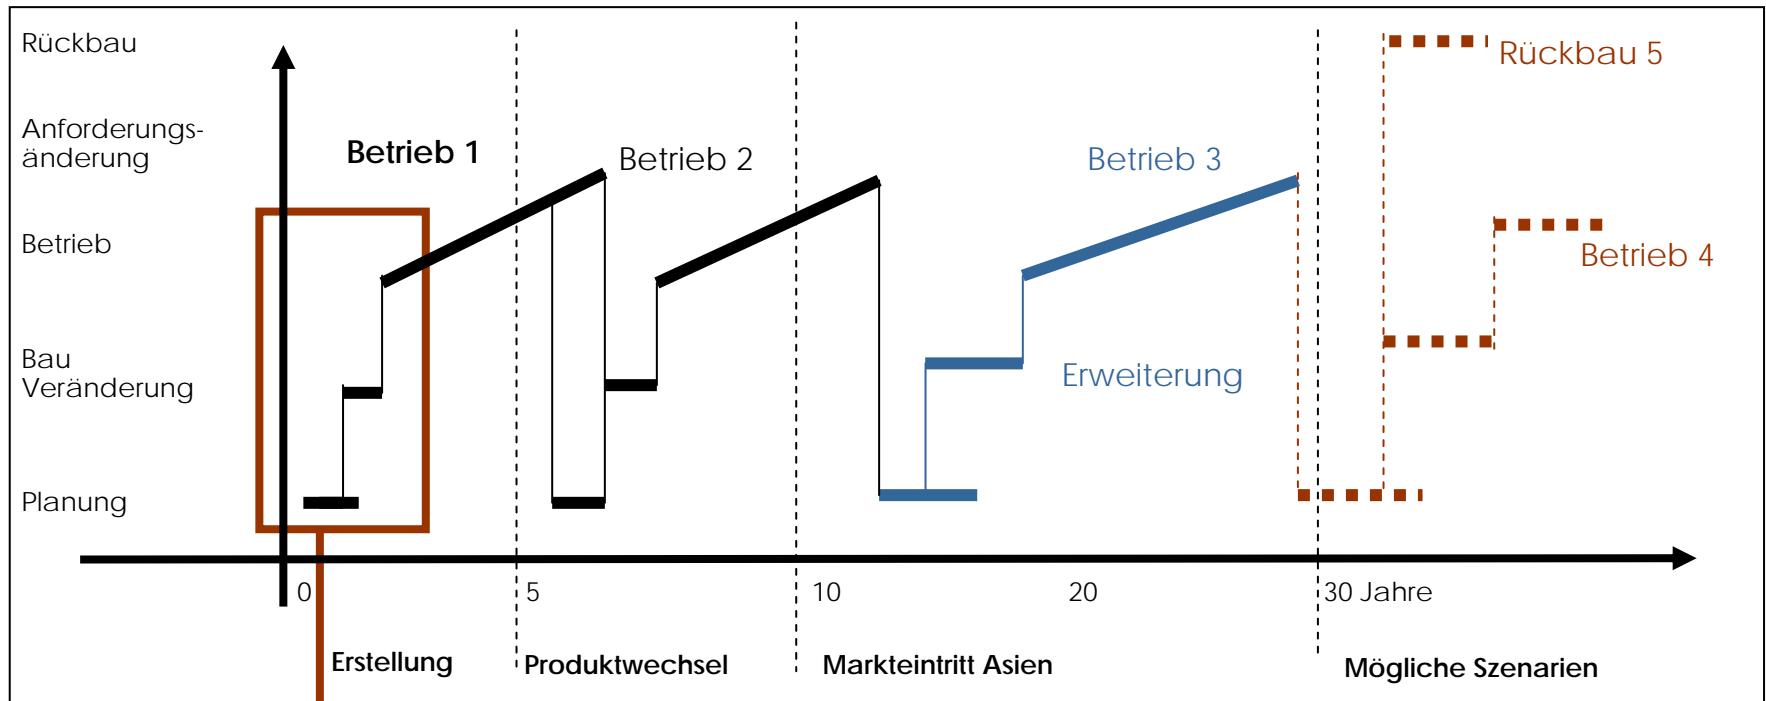 Rückbau
Anforderungs-
änderung
Betrieb
Bau
Veränderung
Planung
Betrieb 1
Betrieb 2
Betrieb 3
Erweiterung
Rückbau 5
Betrieb 4
0
5
10
20
30 Jahre
Erstellung
Produktwechsel
Markteintritt Asien
Mögliche Szenarien